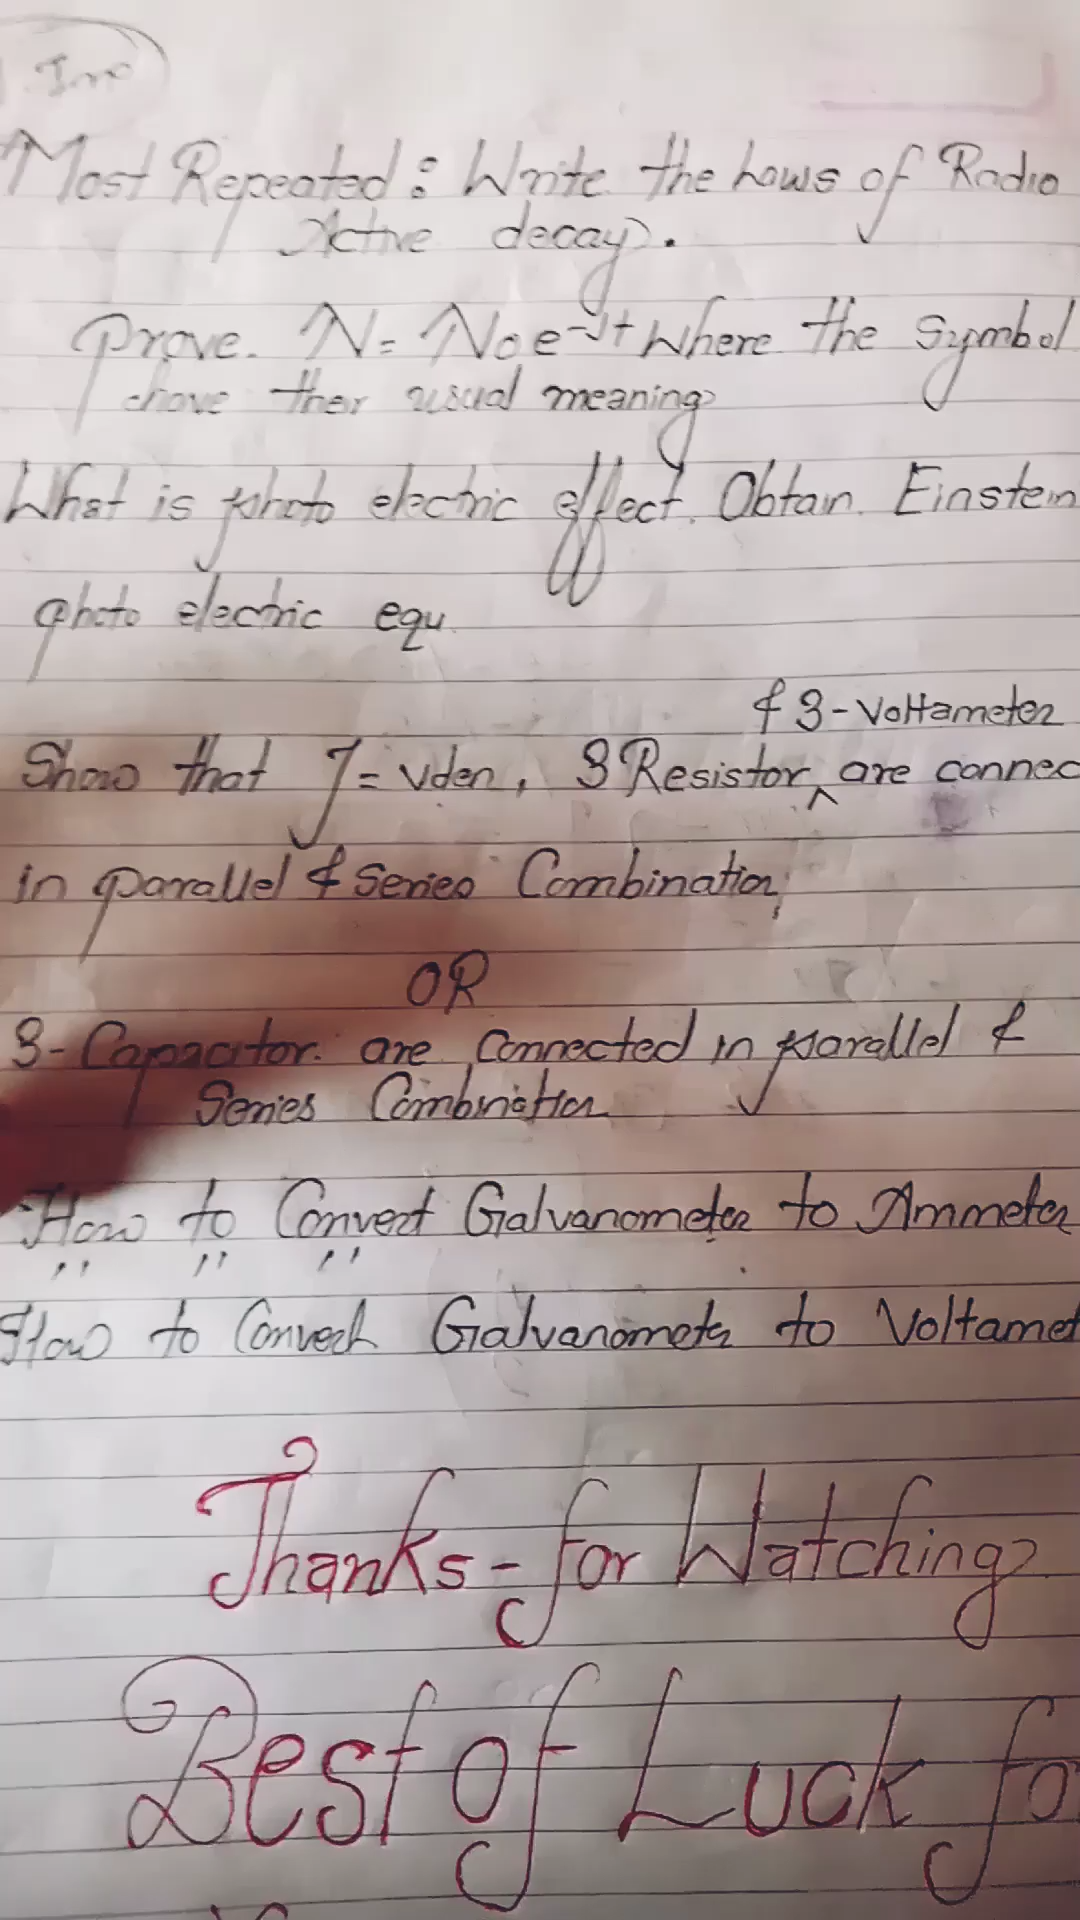 Imp
Most Repeated : Write the Laws of Radio
Active decay.
Prove. N = Noe-λt Where the Symbol
have ther usual meaning
What is photo electric effect. Obtain Einstein
photo electric equ.
& 3-Voltameter
Show that J = vden, 3 Resistor ^ are connec
in parallel & Series Combination,
OR
3-Capacitor. are Connected in parallel &
Series Combination
How to Convert Galvanometer to Ammeter
" " "
How to Convert Galvanometer to Voltamet
Thanks-for Watching
Best of Luck fo